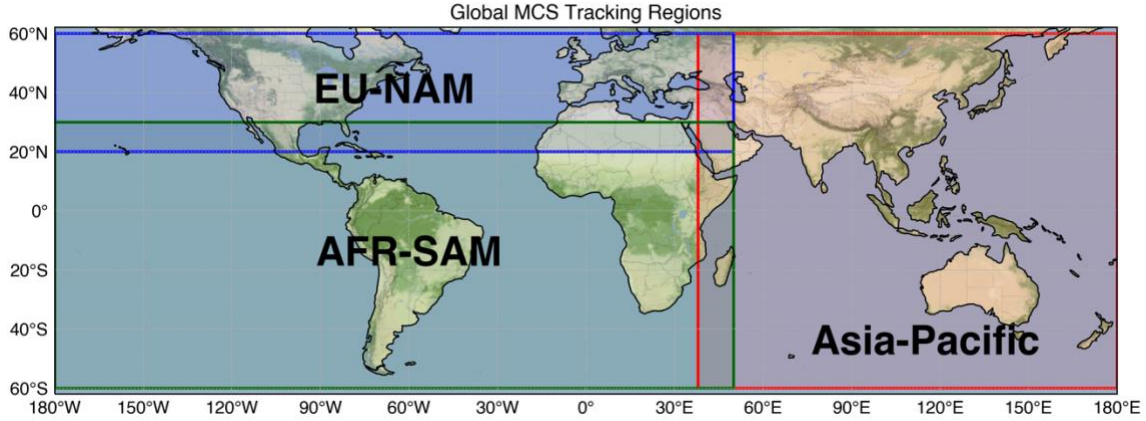 Global MCS Tracking Regions
60°N
40°N
20°N
0°
20°S
40°S
60°S
EU-NAM
AFR-SAM
Asia-Pacific
180°W 150°W 120°W 90°W 60°W 30°W 0° 30°E 60°E 90°E 120°E 150°E 180°E